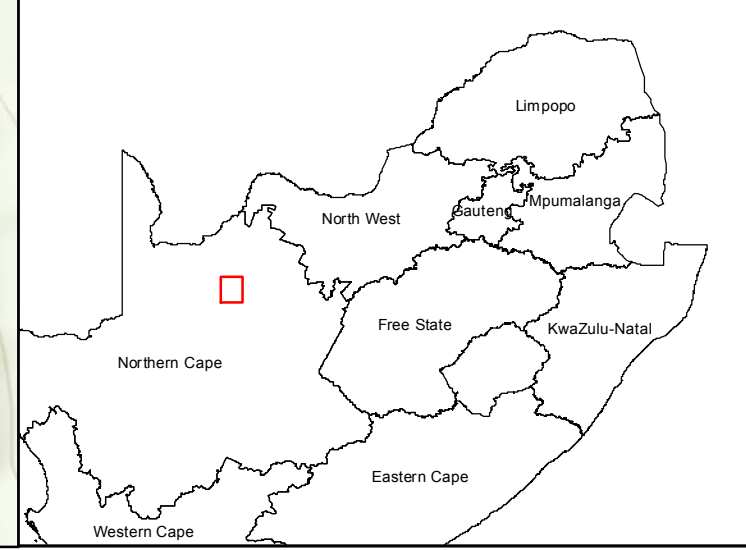 Limpopo
North West
Gauteng
Mpumalanga
Free State
KwaZulu-Natal
Northern Cape
Eastern Cape
Western Cape